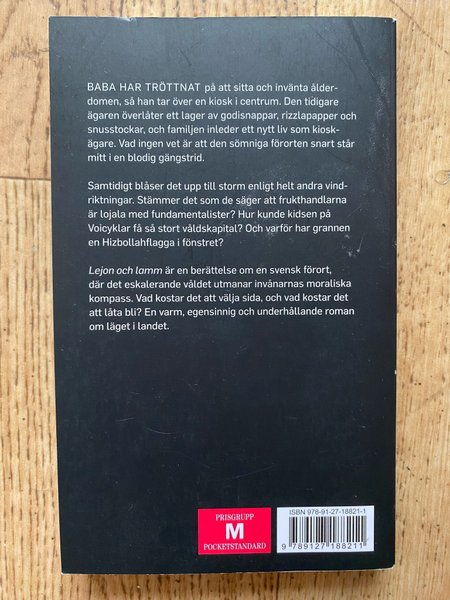 BABA HAR TRÖTTNAT på att sitta och invänta ålder-
domen, så han tar över en kiosk i centrum. Den tidigare
ägaren överlåter ett lager av godisnappar, rizzlapapper och
snusstockar, och familjen inleder ett nytt liv som kiosk-
ägare. Vad ingen vet är att den sömniga förorten snart står
mitt i en blodig gängstrid.
Samtidigt blåser det upp till storm enligt helt andra vind-
riktningar. Stämmer det som de säger att frukthandlarna
är lojala med fundamentalister? Hur kunde kidsen på
Voicyklar få så stort våldskapital? Och varför har grannen
en Hizbollahflagga i fönstret?
Lejon och lamm är en berättelse om en svensk förort,
där det eskalerande våldet utmanar invånarnas moraliska
kompass. Vad kostar det att välja sida, och vad kostar det
att låta bli? En varm, egensinnig och underhållande roman
om läget i landet.
PRISGRUPP
M
POCKETSTANDARD
ISBN 978-91-27-18821-1
9 789127 188211